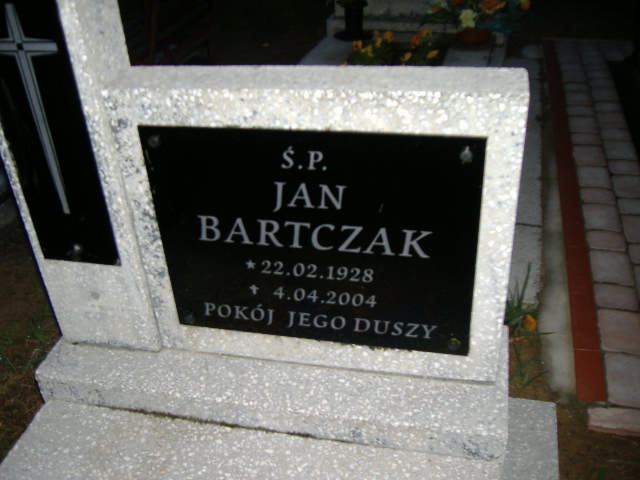 Ś.P.
JAN
BARTCZAK
★ 22.02.1928
✝ 4.04.2004
POKÓJ JEGO DUSZY